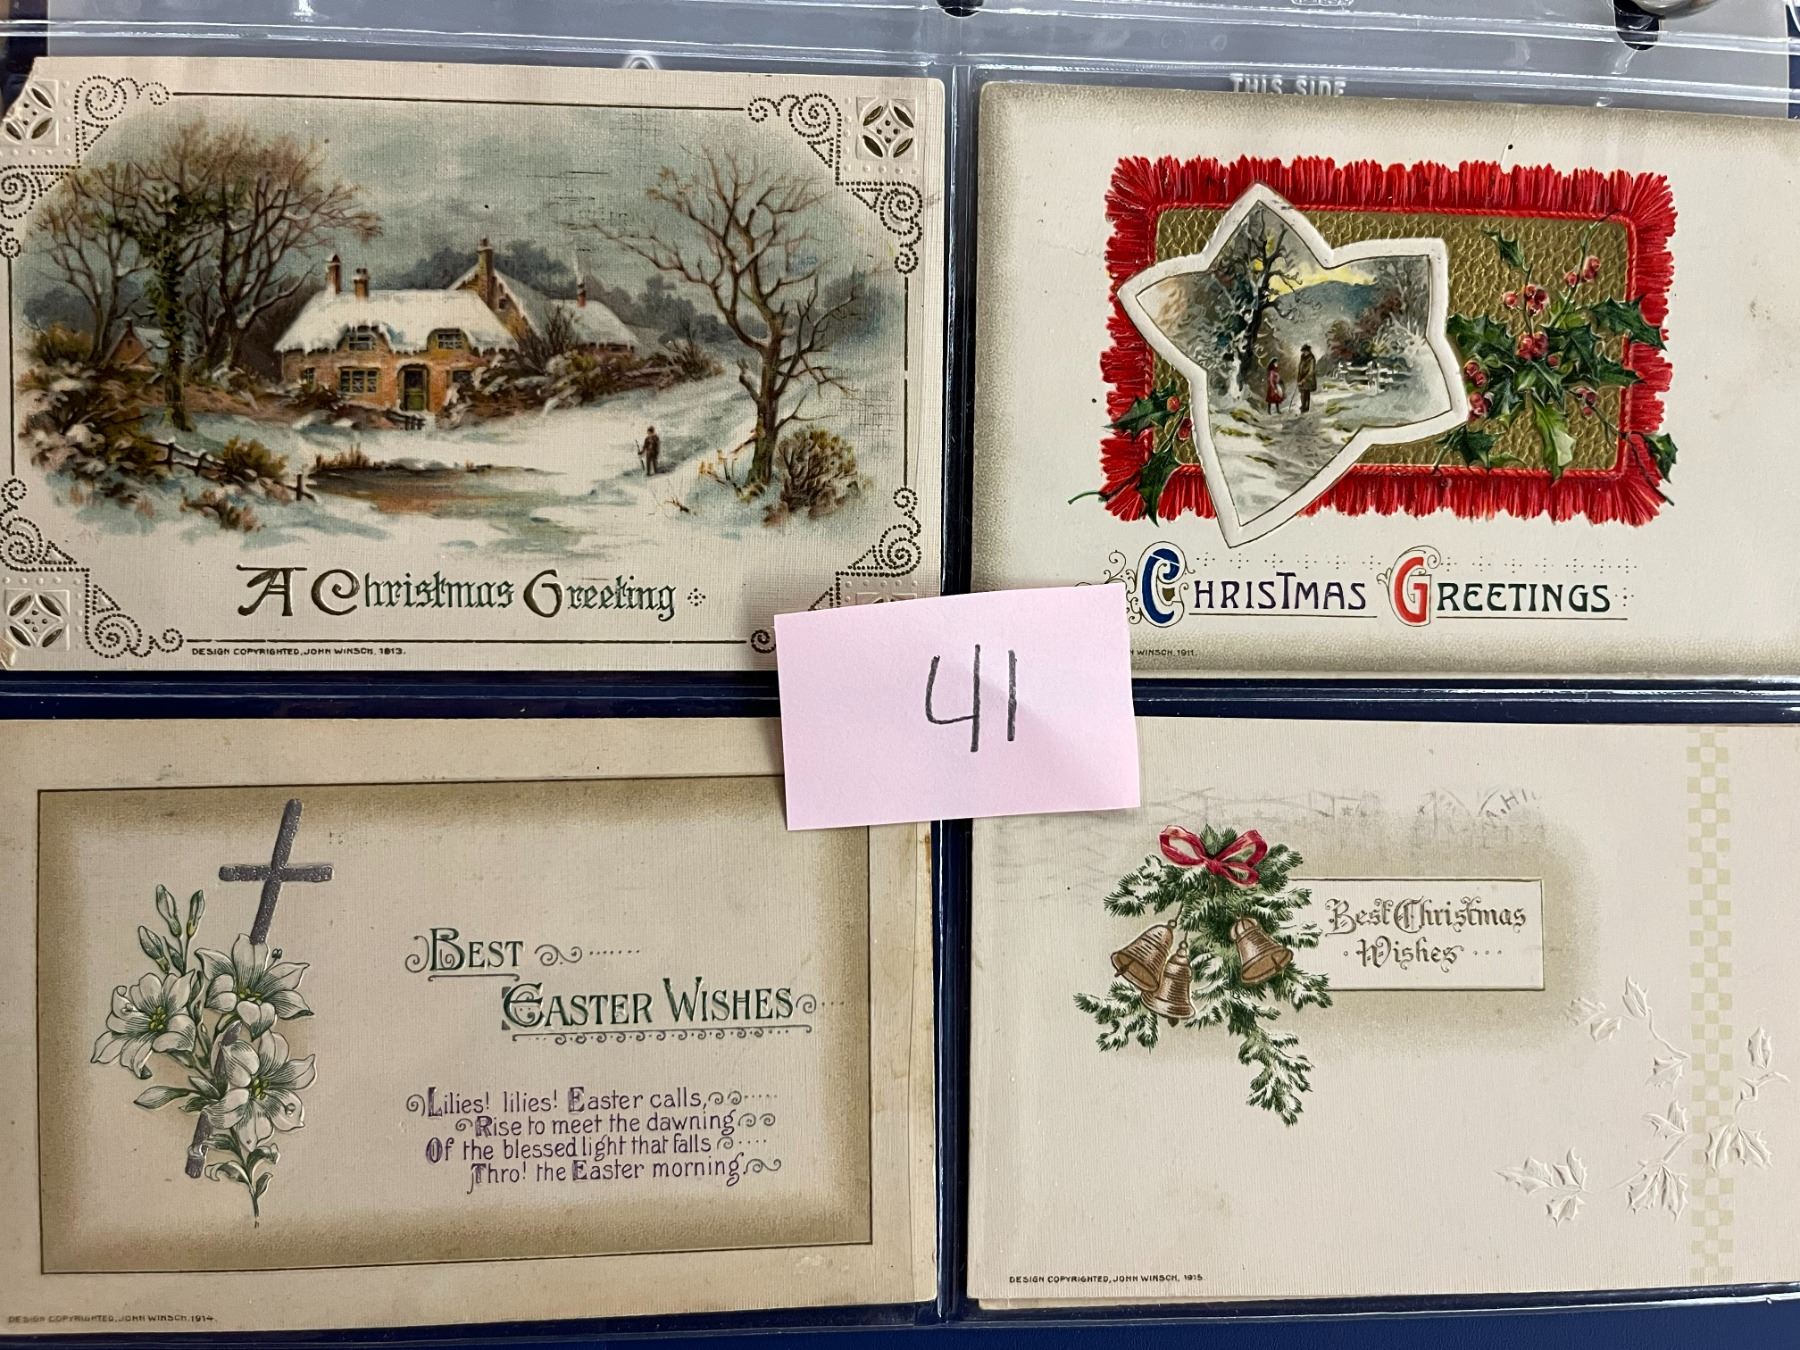 THIS SIDE
A Christmas Greeting
DESIGN COPYRIGHTED, JOHN WINSCH, 1913.
CHRISTMAS GREETINGS
WINSCH, 1911.
41
BEST
EASTER WISHES
Lilies! lilies! Easter calls,
Rise to meet the dawning
Of the blessed light that falls
Thro! the Easter morning.
DESIGN COPYRIGHTED, JOHN WINSCH, 1914.
Best Christmas
Wishes
DESIGN COPYRIGHTED, JOHN WINSCH, 1915.